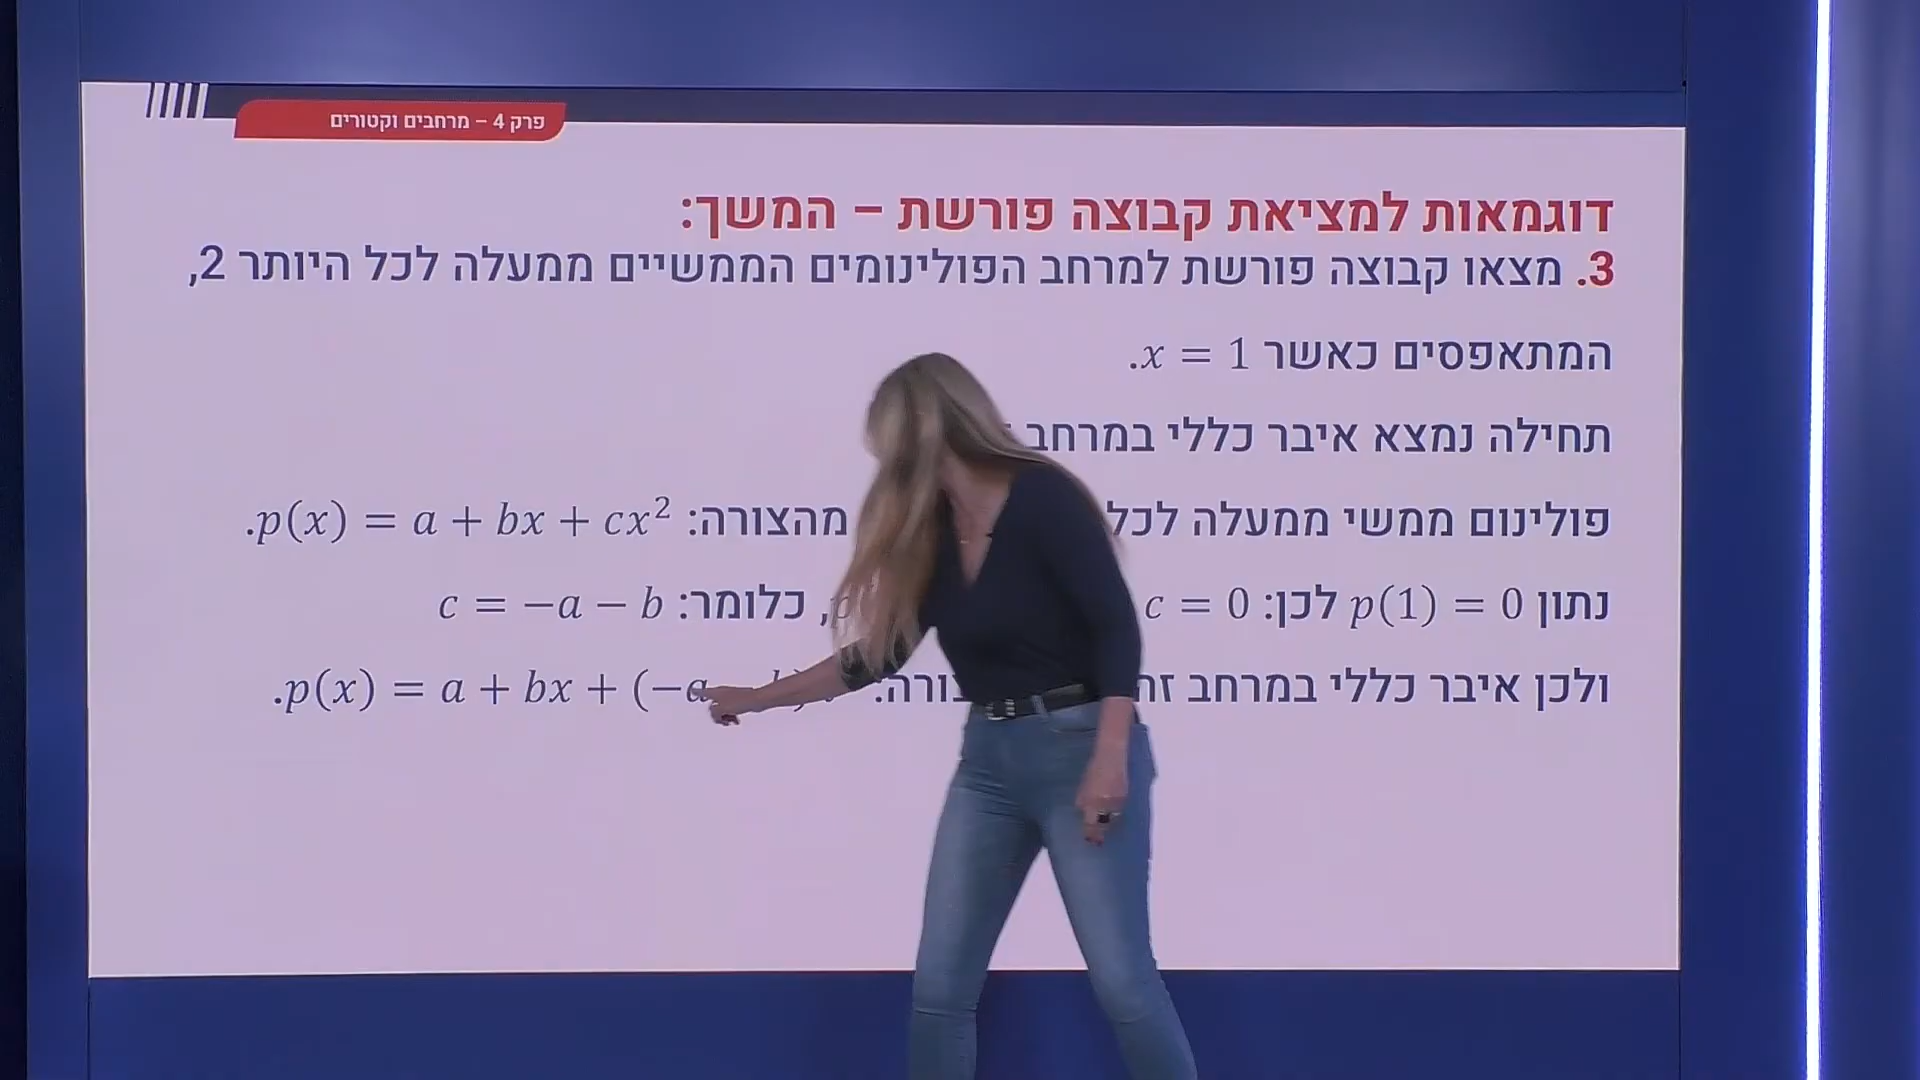 פרק 4 – מרחבים וקטורים
דוגמאות למציאת קבוצה פורשת – המשך:
3. מצאו קבוצה פורשת למרחב הפולינומים הממשיים ממעלה לכל היותר 2,
המתאפסים כאשר x = 1.
תחילה נמצא איבר כללי במרחב
פולינום ממשי ממעלה לכל מהצורה: p(x) = a + bx + cx².
נתון p(1) = 0 לכן: c = 0 , כלומר: c = −a − b
ולכן איבר כללי במרחב זה p(x) = a + bx + (−a